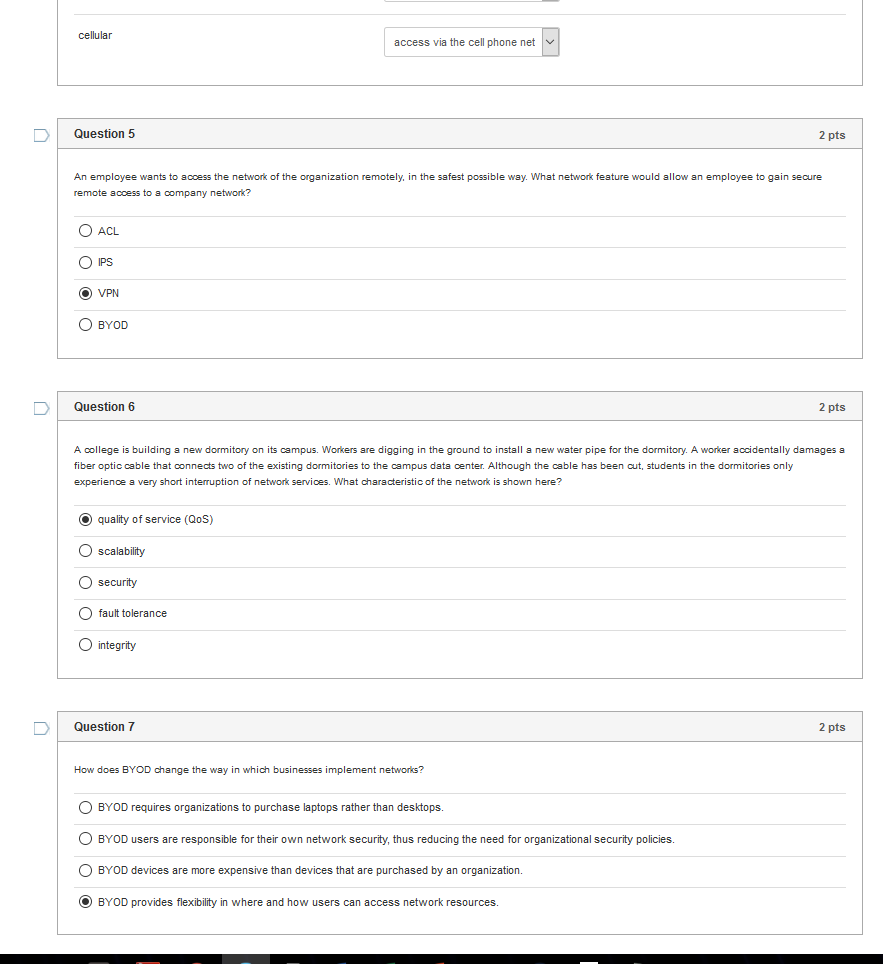 cellular
access via the cell phone net
Question 5
2 pts
An employee wants to access the network of the organization remotely, in the safest possible way. What network feature would allow an employee to gain secure
remote access to a company network?
ACL
IPS
VPN
BYOD
Question 6
2 pts
A college is building a new dormitory on its campus. Workers are digging in the ground to install a new water pipe for the dormitory. A worker accidentally damages a
fiber optic cable that connects two of the existing dormitories to the campus data center. Although the cable has been cut, students in the dormitories only
experience a very short interruption of network services. What characteristic of the network is shown here?
quality of service (QoS)
scalability
security
fault tolerance
integrity
Question 7
2 pts
How does BYOD change the way in which businesses implement networks?
BYOD requires organizations to purchase laptops rather than desktops.
BYOD users are responsible for their own network security, thus reducing the need for organizational security policies.
BYOD devices are more expensive than devices that are purchased by an organization.
BYOD provides flexibility in where and how users can access network resources.